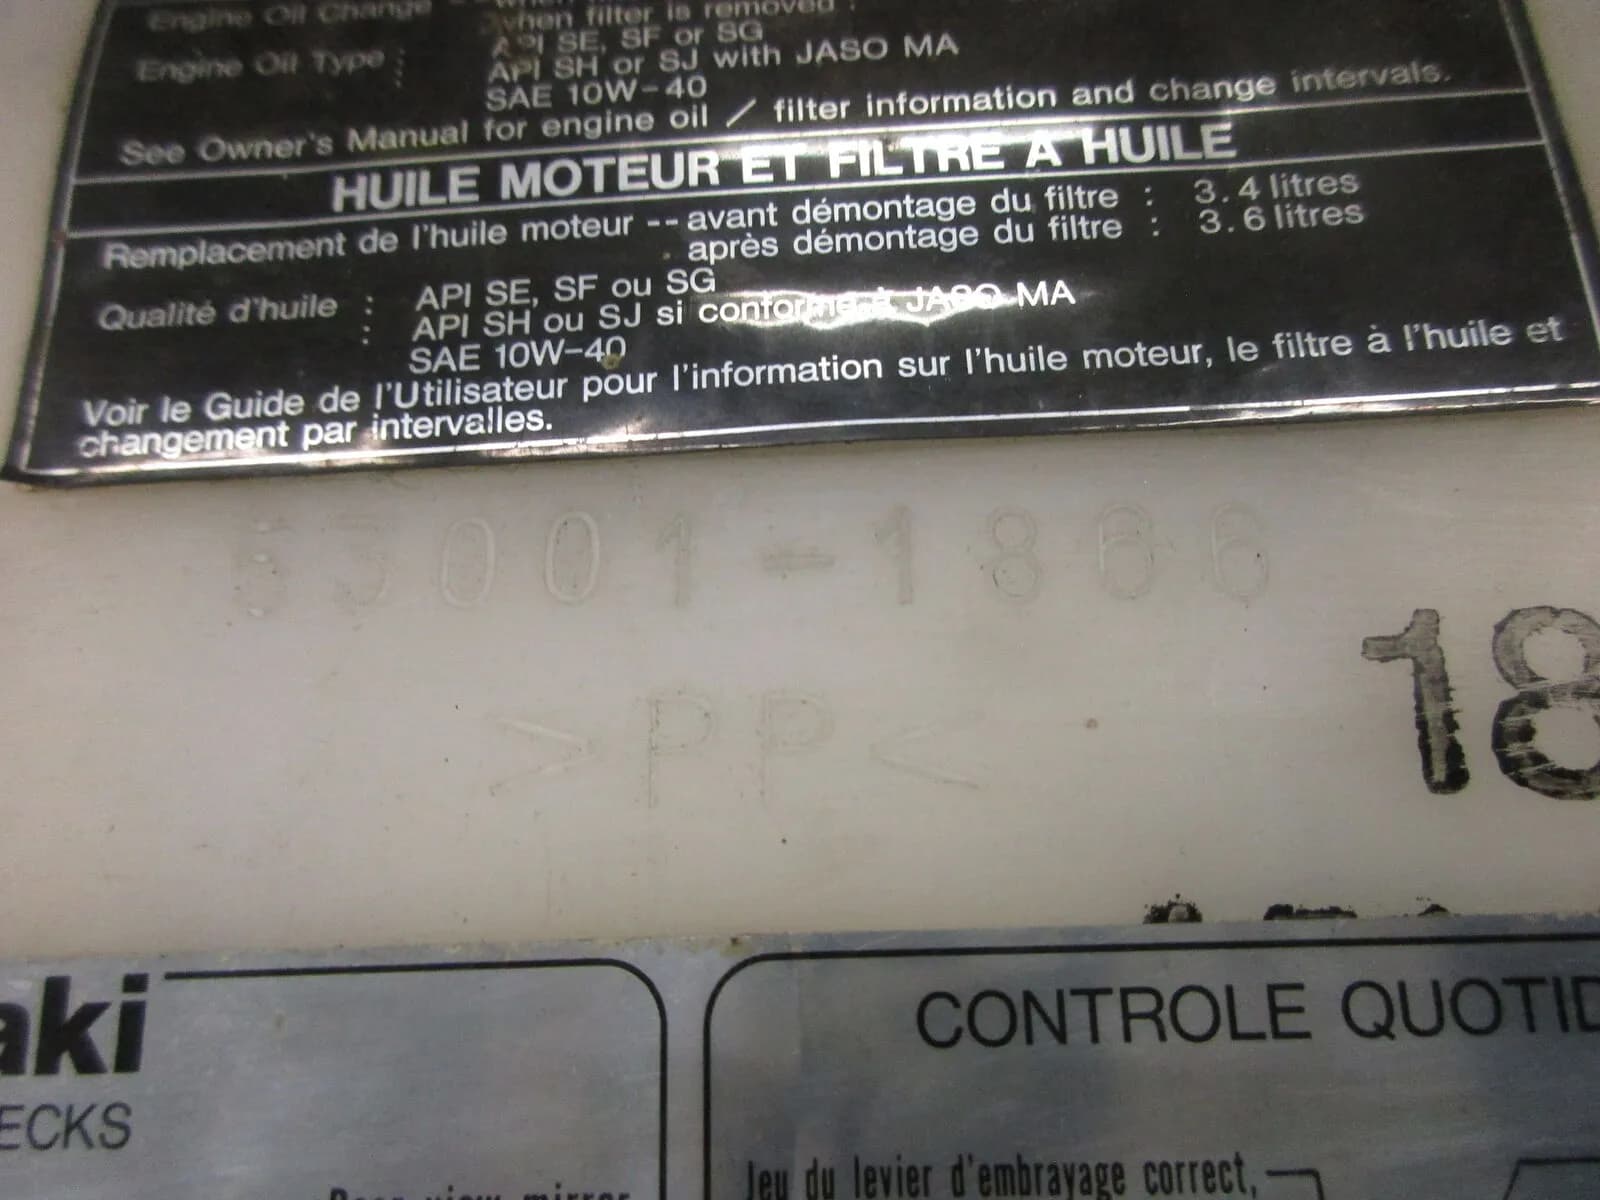 Engine Oil Change
when filter is removed :
Engine Oil Type : API SE, SF or SG
: API SH or SJ with JASO MA
SAE 10W-40
See Owner's Manual for engine oil / filter information and change intervals.
HUILE MOTEUR ET FILTRE A HUILE
Remplacement de l'huile moteur -- avant démontage du filtre : 3.4 litres
après démontage du filtre : 3.6 litres
Qualité d'huile : API SE, SF ou SG
: API SH ou SJ si conforme à JASO MA
SAE 10W-40
Voir le Guide de l'Utilisateur pour l'information sur l'huile moteur, le filtre à l'huile et
changement par intervalles.
53001-1866
>PP<
18
aki
ECKS
CONTROLE QUOTID
Jeu du levier d'embrayage correct,